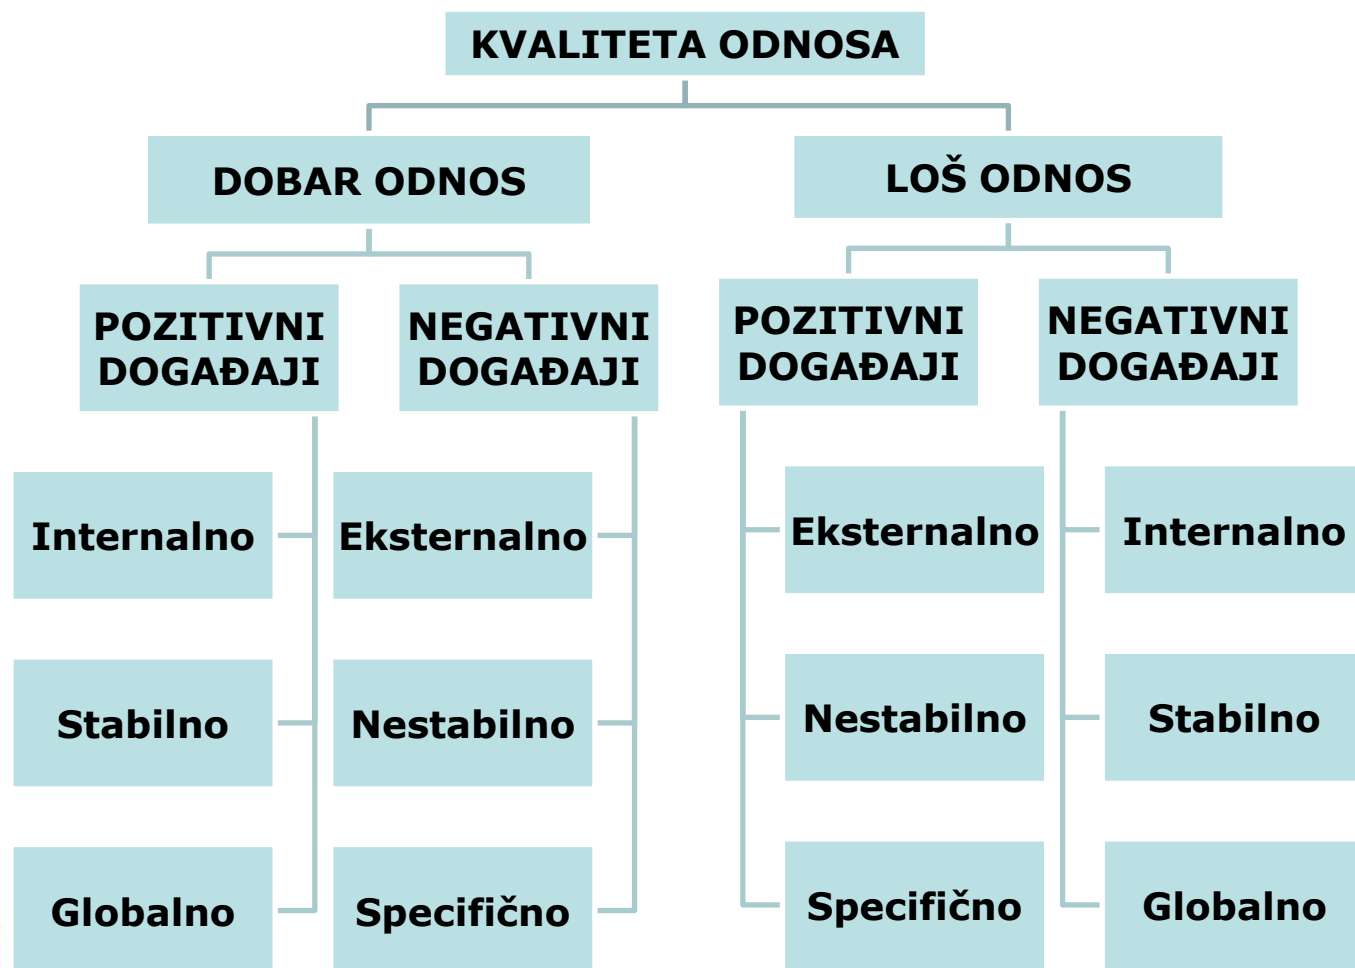 KVALITETA ODNOSA
DOBAR ODNOS
LOŠ ODNOS
POZITIVNI
DOGAĐAJI
NEGATIVNI
DOGAĐAJI
POZITIVNI
DOGAĐAJI
NEGATIVNI
DOGAĐAJI
Internalno
Eksternalno
Eksternalno
Internalno
Stabilno
Nestabilno
Nestabilno
Stabilno
Globalno
Specifično
Specifično
Globalno